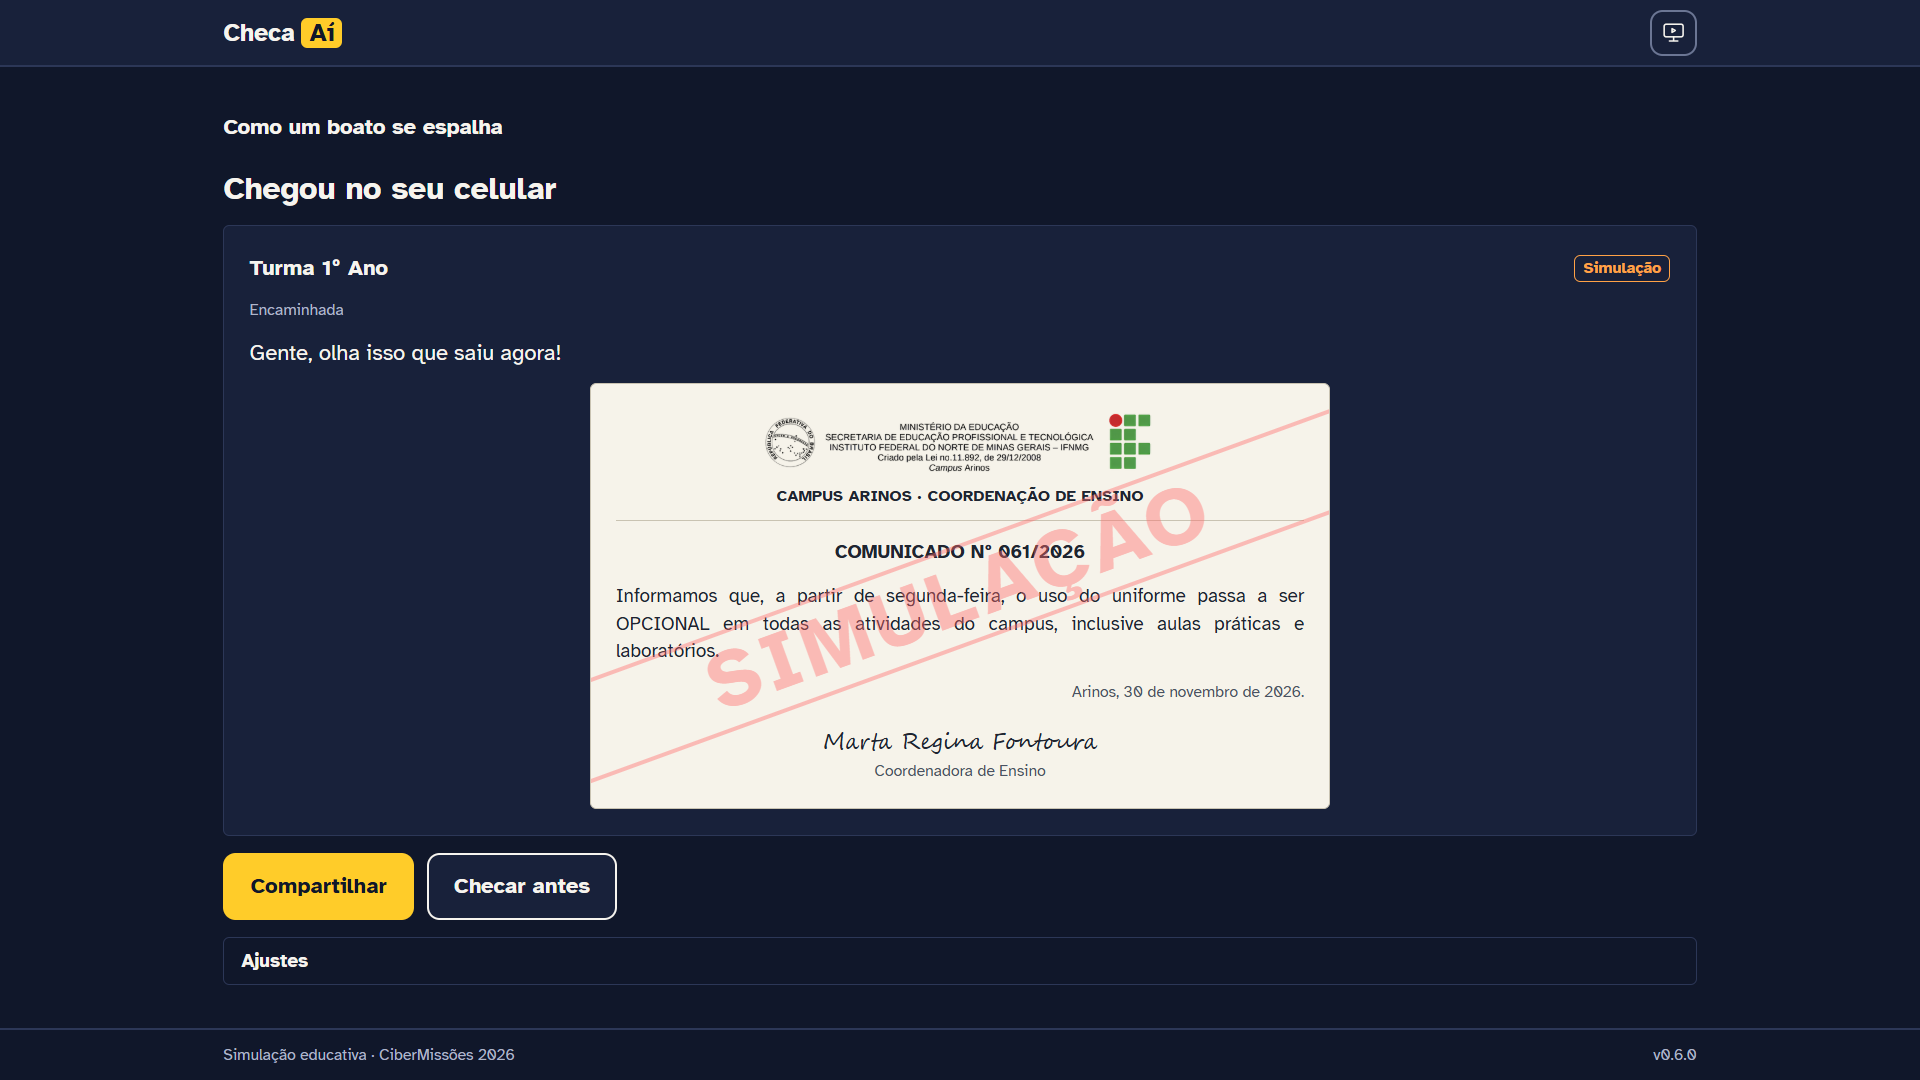 Checa Aí
Como um boato se espalha
Chegou no seu celular
Turma 1º Ano
Simulação
Encaminhada
Gente, olha isso que saiu agora!
MINISTÉRIO DA EDUCAÇÃO
SECRETARIA DE EDUCAÇÃO PROFISSIONAL E TECNOLÓGICA
INSTITUTO FEDERAL DO NORTE DE MINAS GERAIS – IFNMG
Criado pela Lei no.11.892, de 29/12/2008
Campus Arinos
CAMPUS ARINOS · COORDENAÇÃO DE ENSINO
COMUNICADO Nº 061/2026
Informamos que, a partir de segunda-feira, o uso do uniforme passa a ser
OPCIONAL em todas as atividades do campus, inclusive aulas práticas e
laboratórios.
SIMULAÇÃO
Arinos, 30 de novembro de 2026.
Marta Regina Fontoura
Coordenadora de Ensino
Compartilhar
Checar antes
Ajustes
Simulação educativa · CiberMissões 2026
v0.6.0